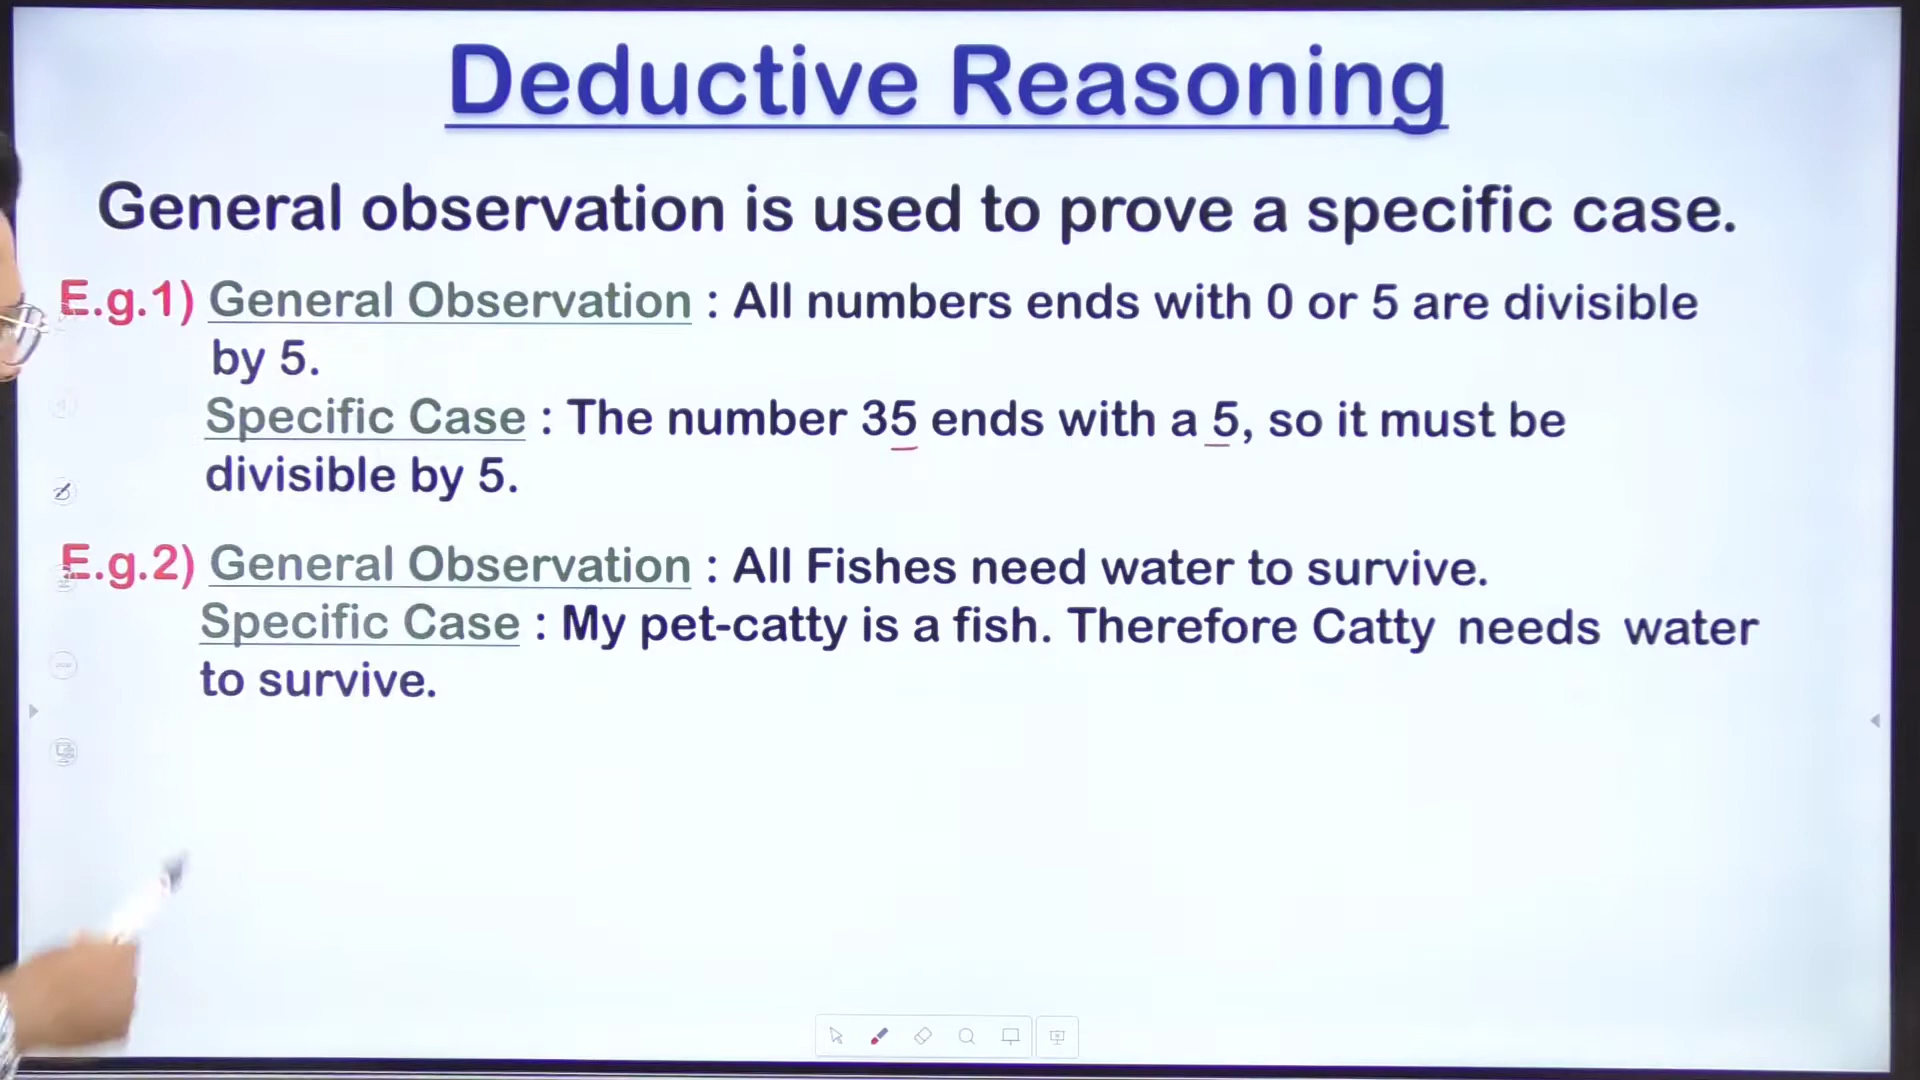 Deductive Reasoning
General observation is used to prove a specific case.
E.g.1) General Observation : All numbers ends with 0 or 5 are divisible
by 5.
Specific Case : The number 35 ends with a 5, so it must be
divisible by 5.
E.g.2) General Observation : All Fishes need water to survive.
Specific Case : My pet-catty is a fish. Therefore Catty needs water
to survive.